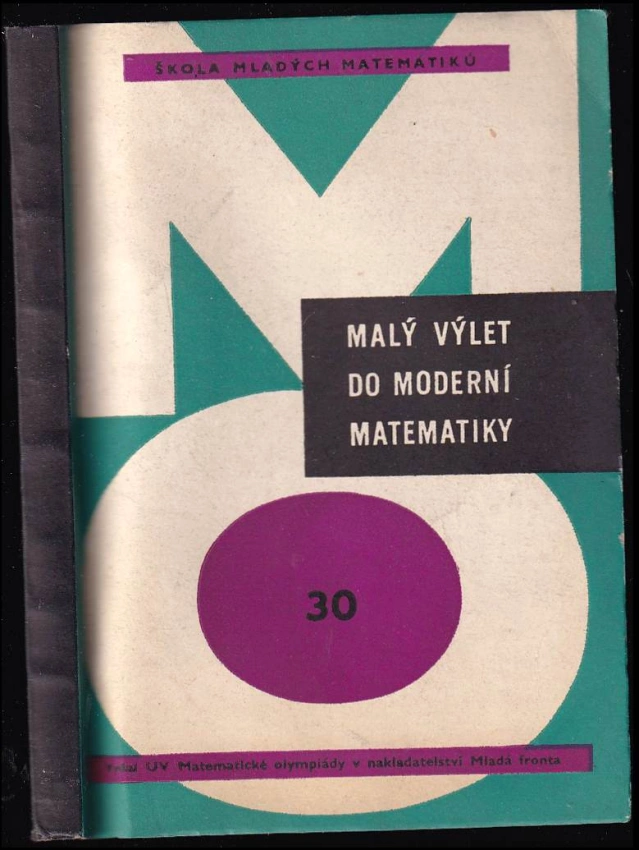 ŠKOLA MLADÝCH MATEMATIKŮ
MALÝ VÝLET
DO MODERNÍ
MATEMATIKY
30
ÚV Matematické olympiády v nakladatelství Mladá fronta